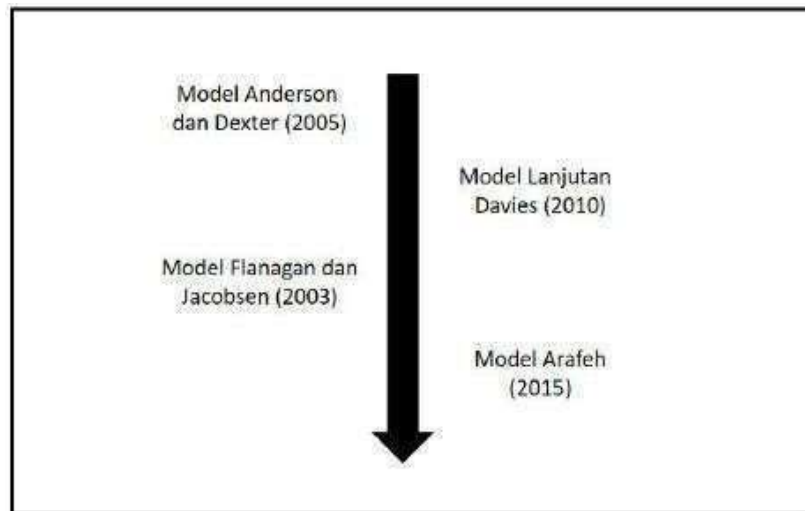 Model Anderson
dan Dexter (2005)
Model Lanjutan
Davies (2010)
Model Flanagan dan
Jacobsen (2003)
Model Arafeh
(2015)